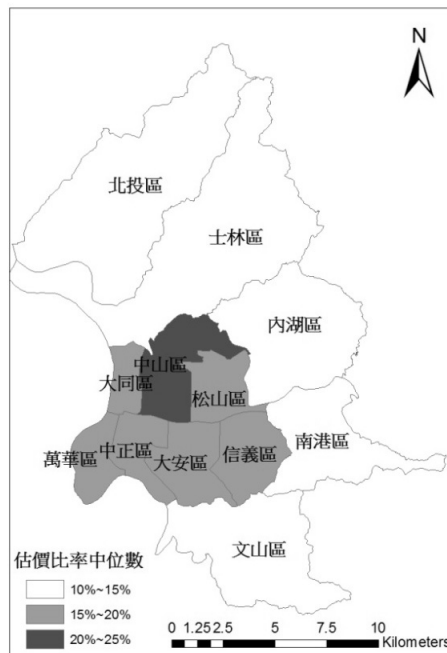 N
北投區
士林區
內湖區
中山區
大同區
松山區
南港區
萬華區
中正區
大安區
信義區
文山區
估價比率中位數
10%~15%
15%~20%
20%~25%
0 1.25 2.5 5 7.5 10
Kilometers